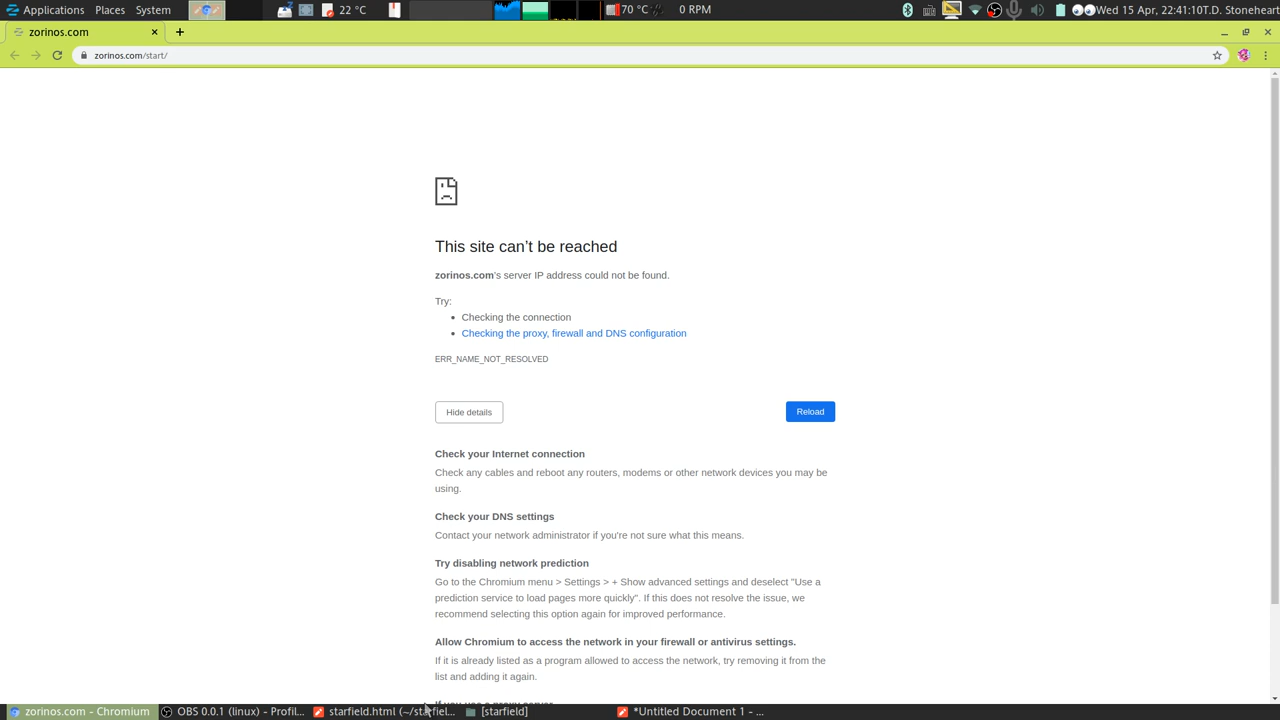 Applications Places System 22 °C 70 °C 0 RPM Wed 15 Apr, 22:41:10 T.D. Stoneheart
zorinos.com
zorinos.com/start/
This site can’t be reached
zorinos.com's server IP address could not be found.
Try:
Checking the connection
Checking the proxy, firewall and DNS configuration
ERR_NAME_NOT_RESOLVED
Hide details
Reload
Check your Internet connection
Check any cables and reboot any routers, modems or other network devices you may be
using.
Check your DNS settings
Contact your network administrator if you're not sure what this means.
Try disabling network prediction
Go to the Chromium menu > Settings > + Show advanced settings and deselect "Use a
prediction service to load pages more quickly". If this does not resolve the issue, we
recommend selecting this option again for improved performance.
Allow Chromium to access the network in your firewall or antivirus settings.
If it is already listed as a program allowed to access the network, try removing it from the
list and adding it again.
If you use a proxy server
zorinos.com - Chromium OBS 0.0.1 (linux) - Profil... starfield.html (~/starfiel... [starfield] *Untitled Document 1 - ...